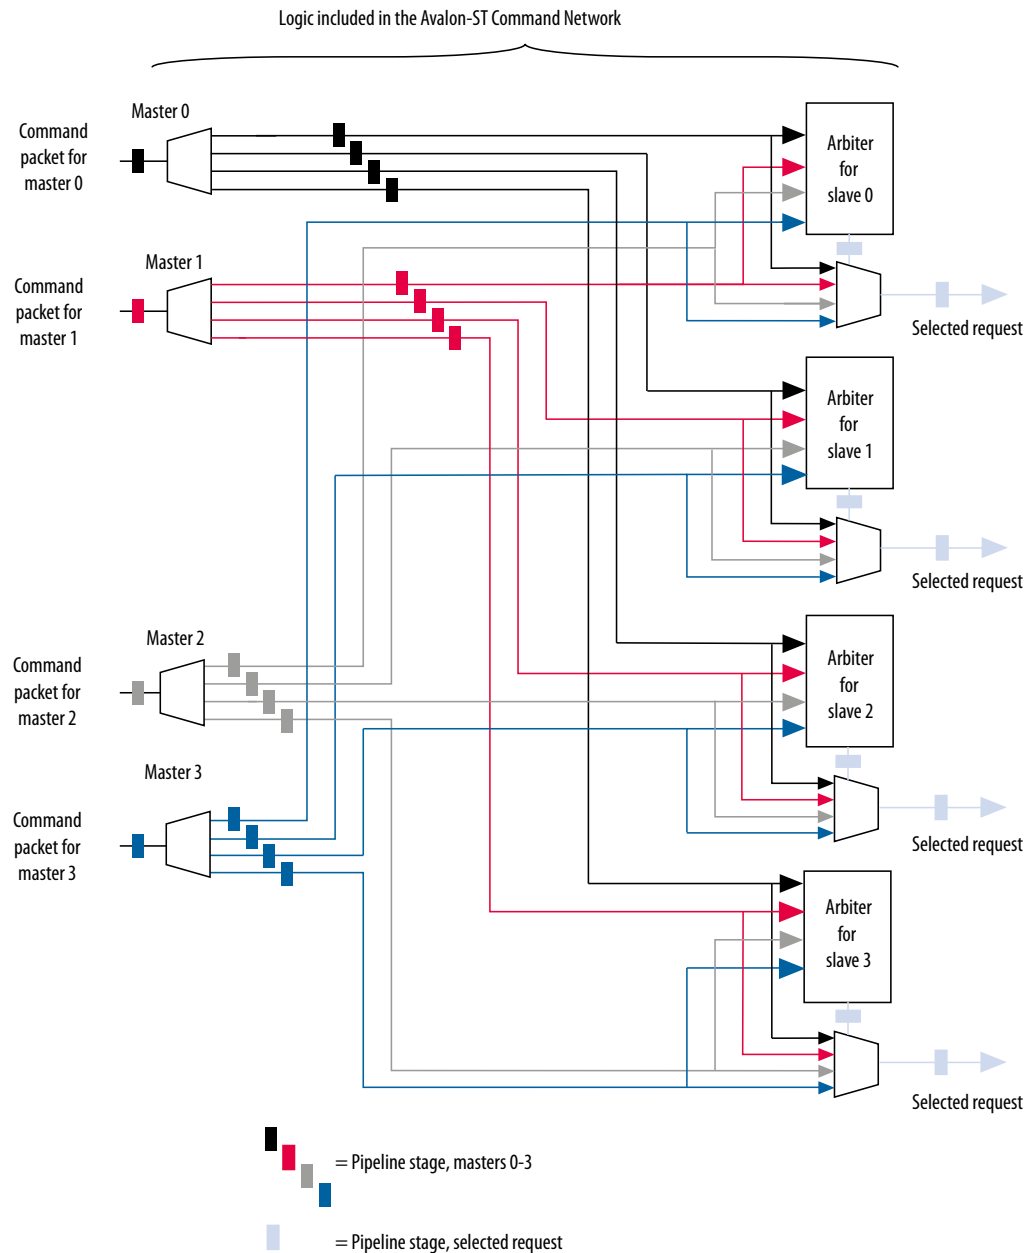 Logic included in the Avalon-ST Command Network
Master 0
Command
packet for
master 0
Arbiter
for
slave 0
Master 1
Command
packet for
master 1
Selected request
Arbiter
for
slave 1
Selected request
Master 2
Command
packet for
master 2
Arbiter
for
slave 2
Master 3
Command
packet for
master 3
Selected request
Arbiter
for
slave 3
Selected request
= Pipeline stage, masters 0-3
= Pipeline stage, selected request